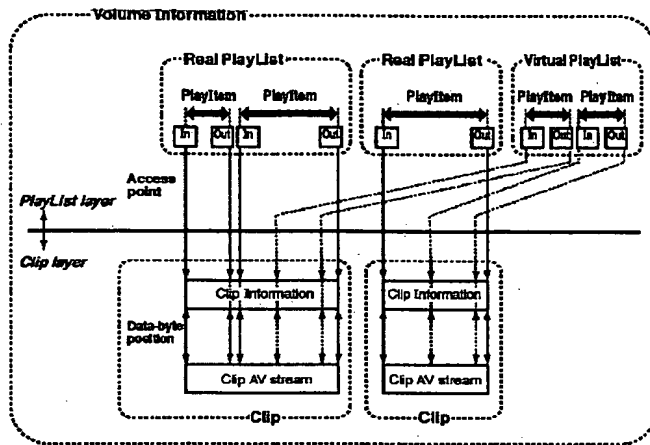 Volume Information
Real PlayList
Real PlayList
Virtual PlayList
PlayItem
PlayItem
PlayItem
PlayItem
PlayItem
In
Out
In
Out
In
Out
In
Out
In
Out
Access
point
PlayList layer
Clip layer
Clip Information
Clip Information
Data-byte
position
Clip AV stream
Clip AV stream
Clip
Clip